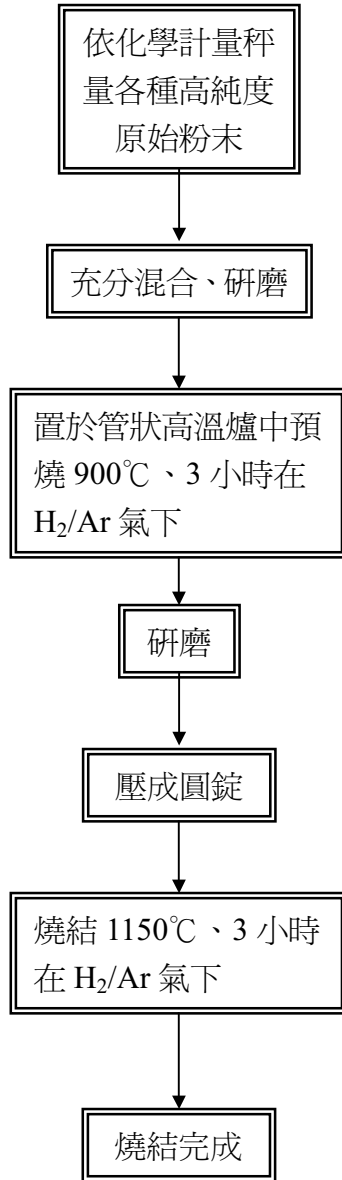 依化學計量秤
量各種高純度
原始粉末
充分混合、研磨
置於管狀高溫爐中預
燒 900℃、3 小時在
H₂/Ar 氣下
研磨
壓成圓錠
燒結 1150℃、3 小時
在 H₂/Ar 氣下
燒結完成